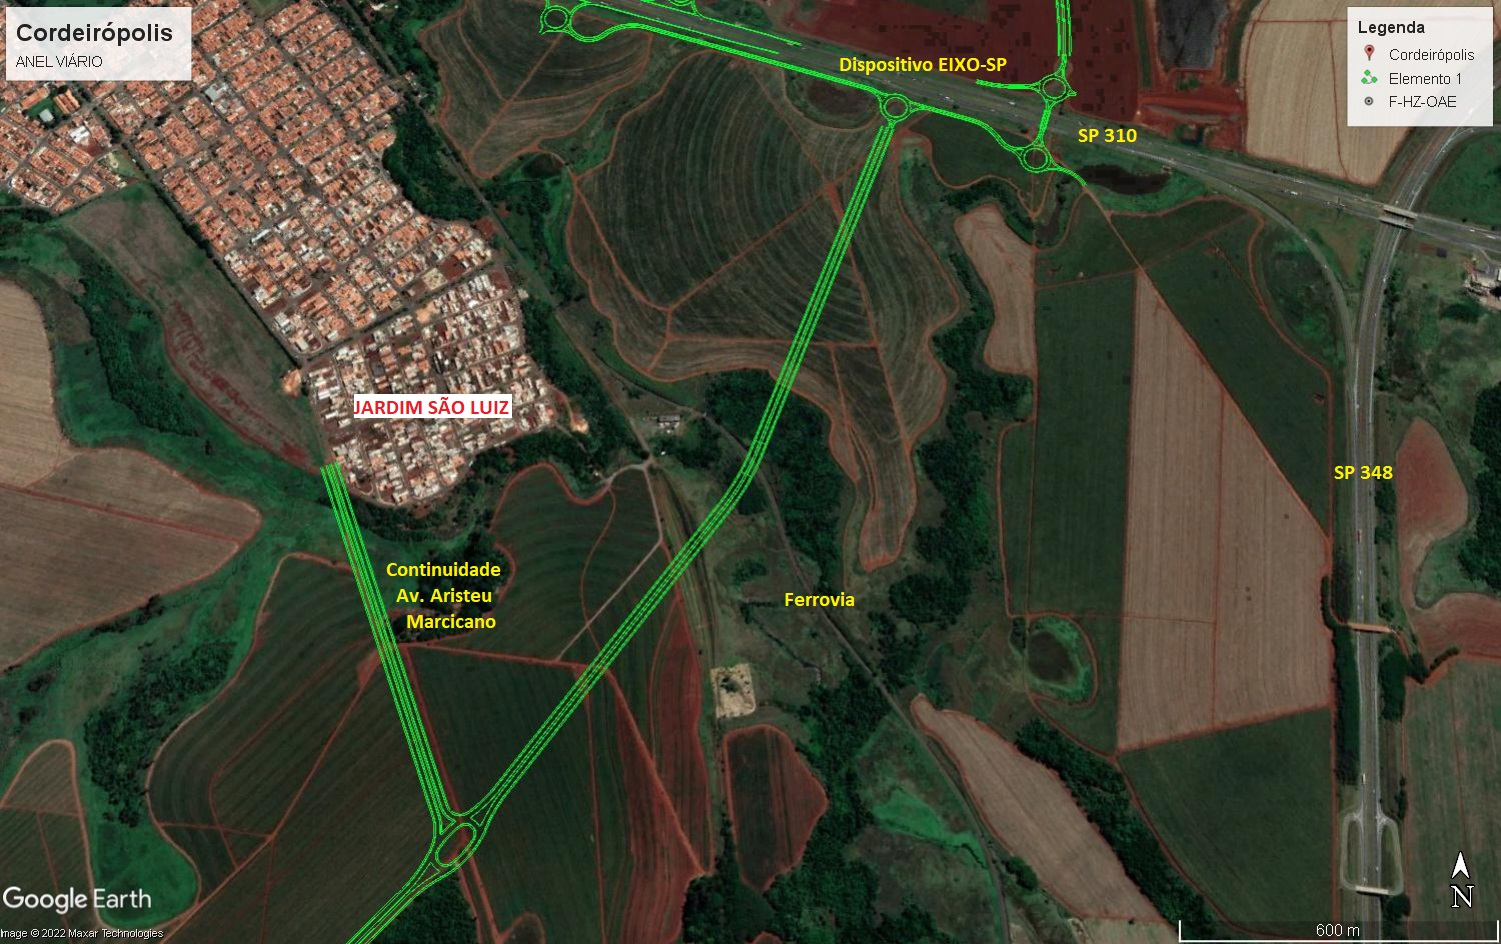 Cordeirópolis
ANEL VIÁRIO
Legenda
Cordeirópolis
Elemento 1
F-HZ-OAE
Dispositivo EIXO-SP
SP 310
JARDIM SÃO LUIZ
SP 348
Continuidade
Av. Aristeu
Marcicano
Ferrovia
Google Earth
Image © 2022 Maxar Technologies
N
600 m